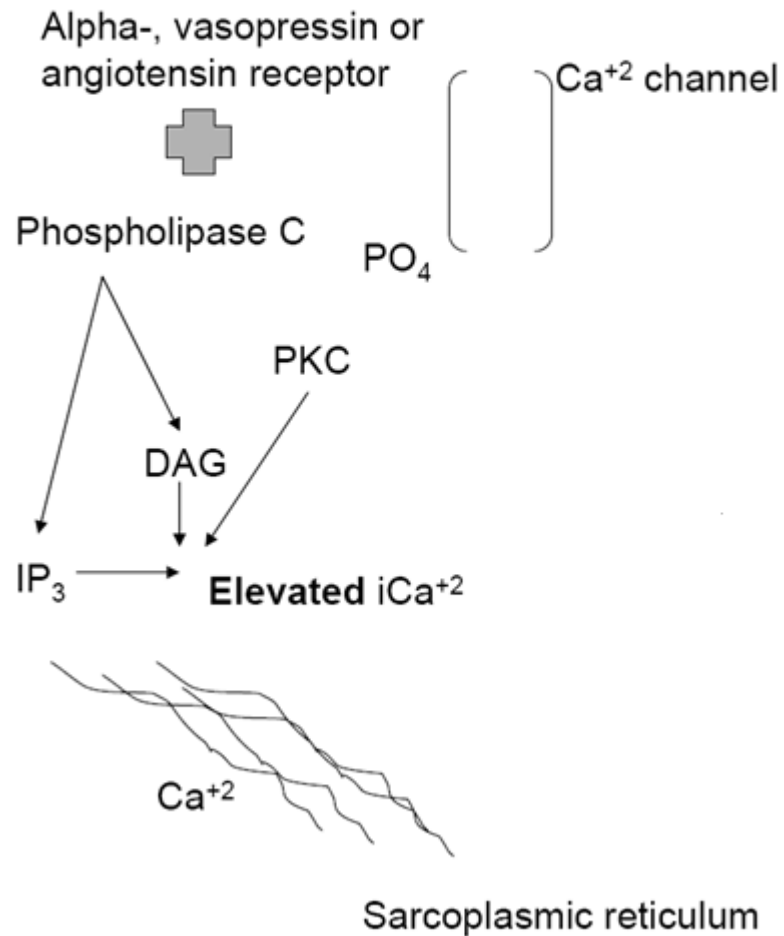 Alpha-, vasopressin or
angiotensin receptor
Ca⁺² channel
Phospholipase C
PO₄
PKC
DAG
IP₃
Elevated iCa⁺²
Ca⁺²
Sarcoplasmic reticulum